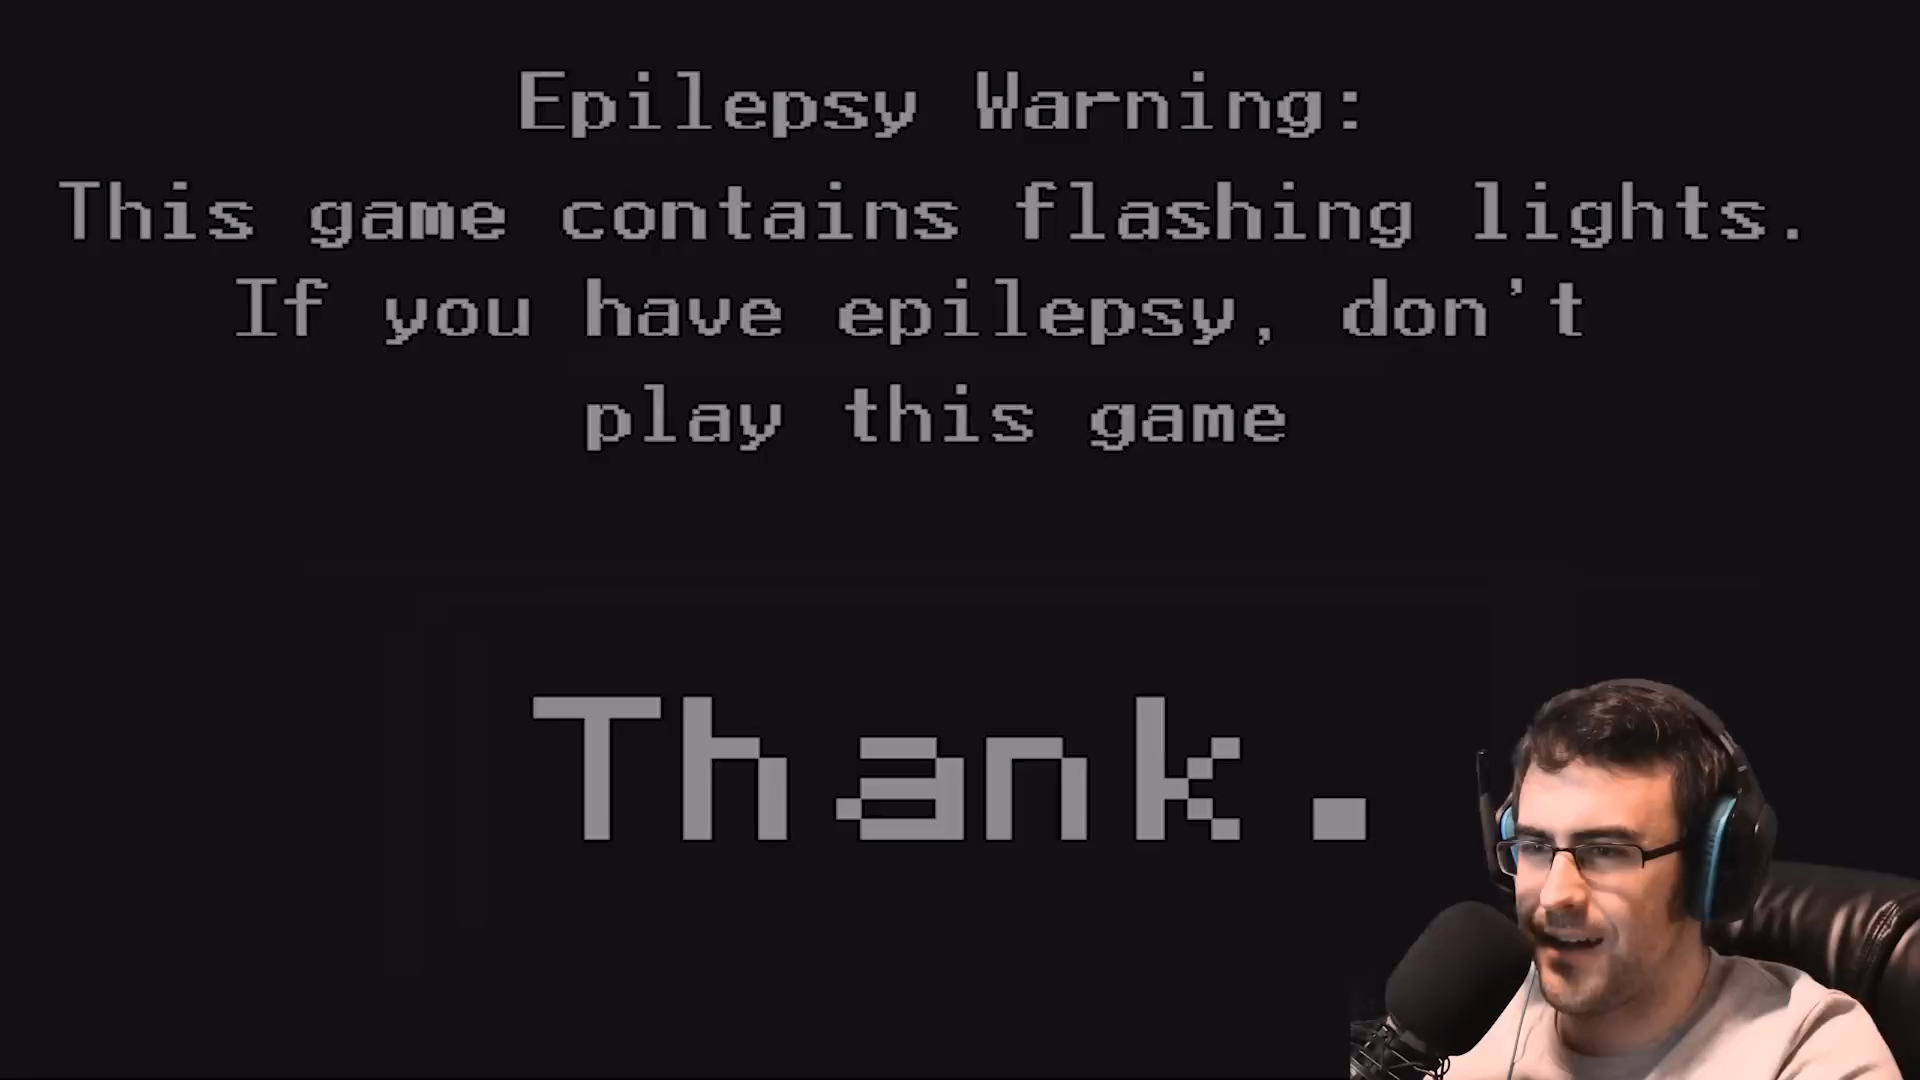 Epilepsy Warning:
This game contains flashing lights.
If you have epilepsy, don't
play this game
Thank.